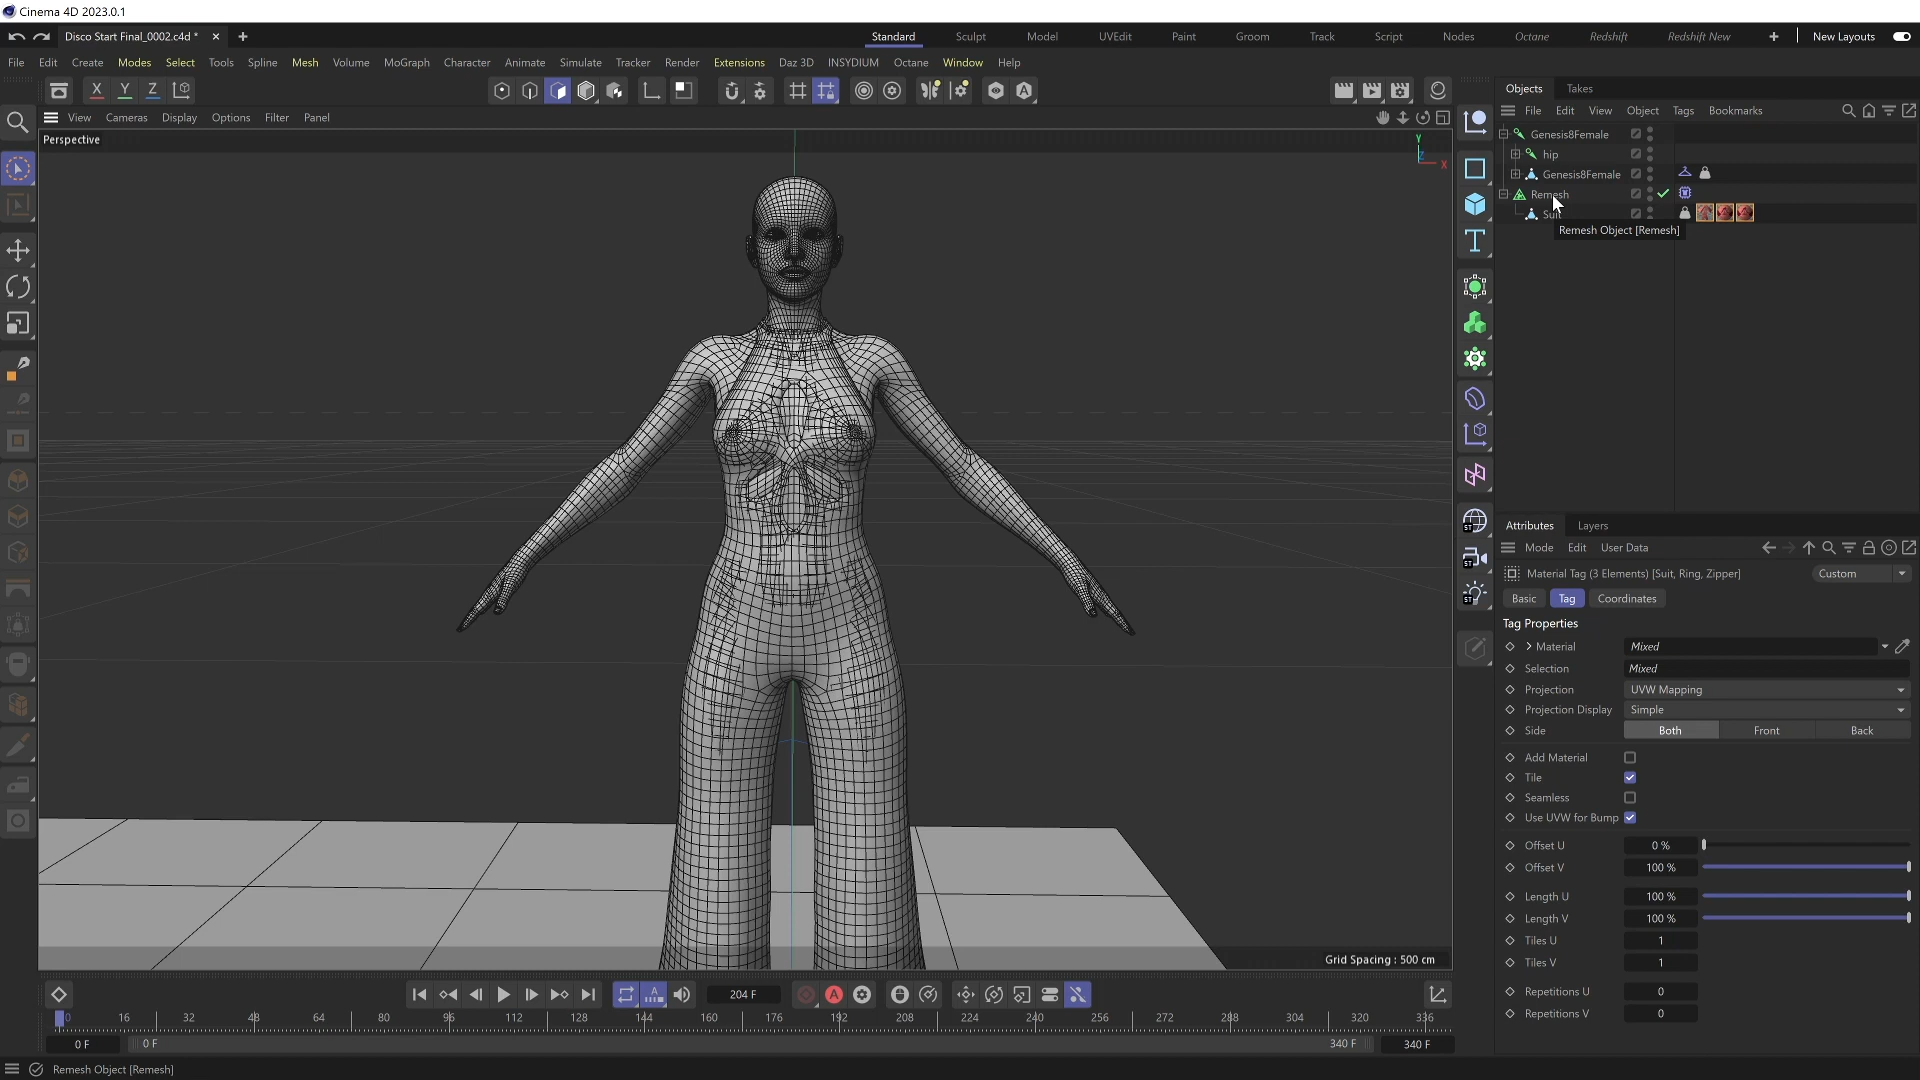 Cinema 4D 2023.0.1
Disco Start Final_0002.c4d *
Standard Sculpt Model UVEdit Paint Groom Track Script Nodes Octane Redshift Redshift New New Layouts
File Edit Create Modes Select Tools Spline Mesh Volume MoGraph Character Animate Simulate Tracker Render Extensions Daz 3D INSYDIUM Octane Window Help
X Y Z
Objects Takes
View Cameras Display Options Filter Panel
File Edit View Object Tags Bookmarks
Perspective
Y
Z
X
Genesis8Female
hip
Genesis8Female
Remesh
Suit
Remesh Object [Remesh]
Attributes Layers
Mode Edit User Data
Material Tag (3 Elements) [Suit, Ring, Zipper] Custom
Basic Tag Coordinates
Tag Properties
Material Mixed
Selection Mixed
Projection UVW Mapping
Projection Display Simple
Side Both Front Back
Add Material
Tile
Seamless
Use UVW for Bump
Offset U 0 %
Offset V 100 %
Length U 100 %
Length V 100 %
Tiles U 1
Tiles V 1
Repetitions U 0
Repetitions V 0
ST
ST
ST
Grid Spacing : 500 cm
204 F
0 16 32 48 64 80 96 112 128 144 160 176 192 208 224 240 256 272 288 304 320 336
0 F 0 F 340 F 340 F
Remesh Object [Remesh]